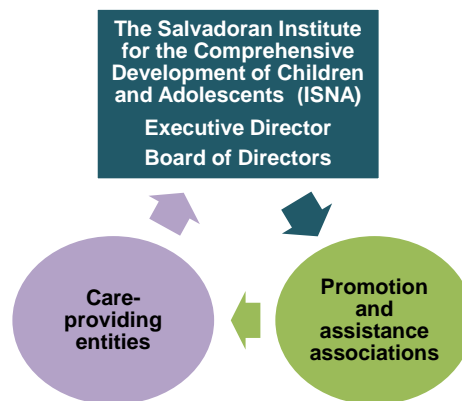 The Salvadoran Institute
for the Comprehensive
Development of Children
and Adolescents (ISNA)
Executive Director
Board of Directors
Care-
providing
entities
Promotion
and
assistance
associations